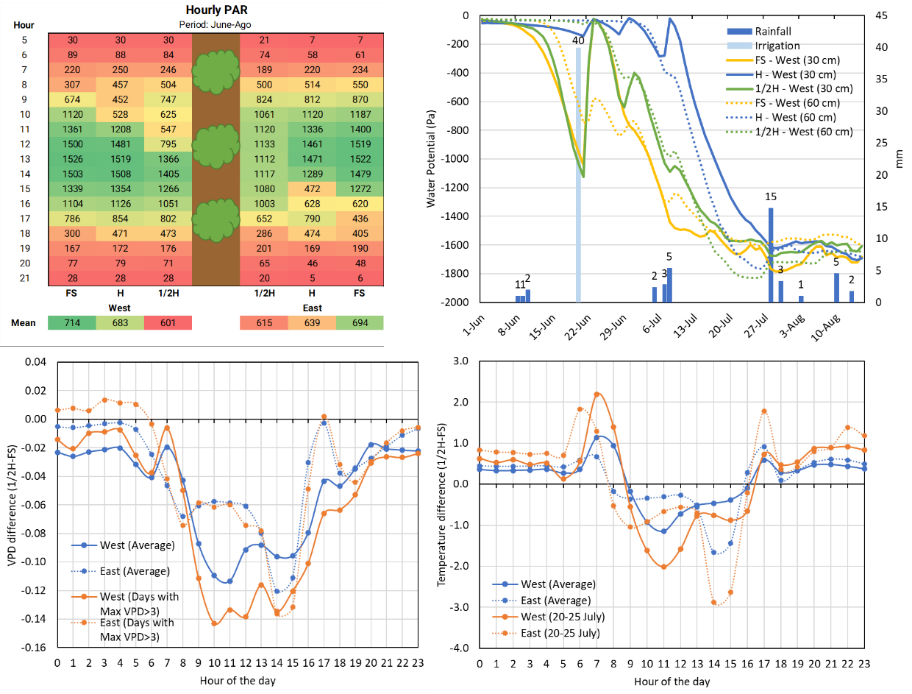 Hourly PAR
Hour Period: June-Ago
5 30 30 30 21 7 7
6 89 88 84 74 58 61
7 220 250 246 189 220 234
8 307 457 504 500 514 550
9 674 452 747 824 812 870
10 1120 528 625 1061 1120 1187
11 1361 1208 547 1120 1336 1400
12 1500 1481 795 1133 1461 1519
13 1526 1519 1366 1112 1471 1522
14 1503 1508 1405 1117 1289 1479
15 1339 1354 1266 1080 472 1272
16 1104 1126 1051 1003 628 620
17 786 854 802 652 790 436
18 300 471 473 286 474 405
19 167 172 176 201 169 190
20 77 79 71 65 46 48
21 28 28 28 20 5 6
FS H 1/2H 1/2H H FS
West East
Mean 714 683 601 615 639 694
Water Potential (Pa)
0
-200
-400
-600
-800
-1000
-1200
-1400
-1600
-1800
-2000
45
40
35
30
25
20
15
10
5
0
mm
Rainfall
Irrigation
FS - West (30 cm)
H - West (30 cm)
1/2H - West (30 cm)
FS - West (60 cm)
H - West (60 cm)
1/2H - West (60 cm)
40
1
1
2
2
3
5
15
3
1
5
2
1-Jun 8-Jun 15-Jun 22-Jun 29-Jun 6-Jul 13-Jul 20-Jul 27-Jul 3-Aug 10-Aug
VPD difference (1/2H-FS)
0.04
0.02
0.00
-0.02
-0.04
-0.06
-0.08
-0.10
-0.12
-0.14
-0.16
West (Average)
East (Average)
West (Days with
Max VPD>3)
East (Days with
Max VPD>3)
0 1 2 3 4 5 6 7 8 9 10 11 12 13 14 15 16 17 18 19 20 21 22 23
Hour of the day
Temperature difference (1/2H-FS)
3.0
2.0
1.0
0.0
-1.0
-2.0
-3.0
-4.0
West (Average)
East (Average)
West (20-25 July)
East (20-25 July)
0 1 2 3 4 5 6 7 8 9 10 11 12 13 14 15 16 17 18 19 20 21 22 23
Hour of the day